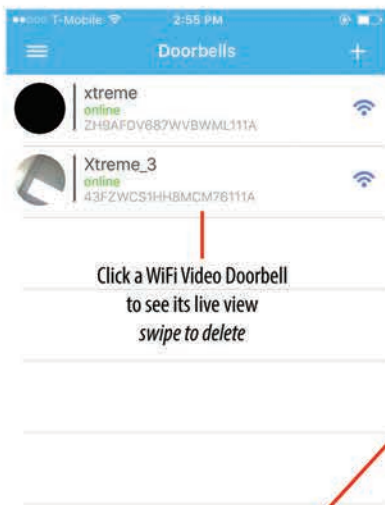 T-Mobile 2:55 PM
Doorbells +
xtreme
online
ZH9AFDV687WVBWML111A
Xtreme_3
online
43FZWCS1HH8MCM76111A
Click a WiFi Video Doorbell
to see its live view
swipe to delete